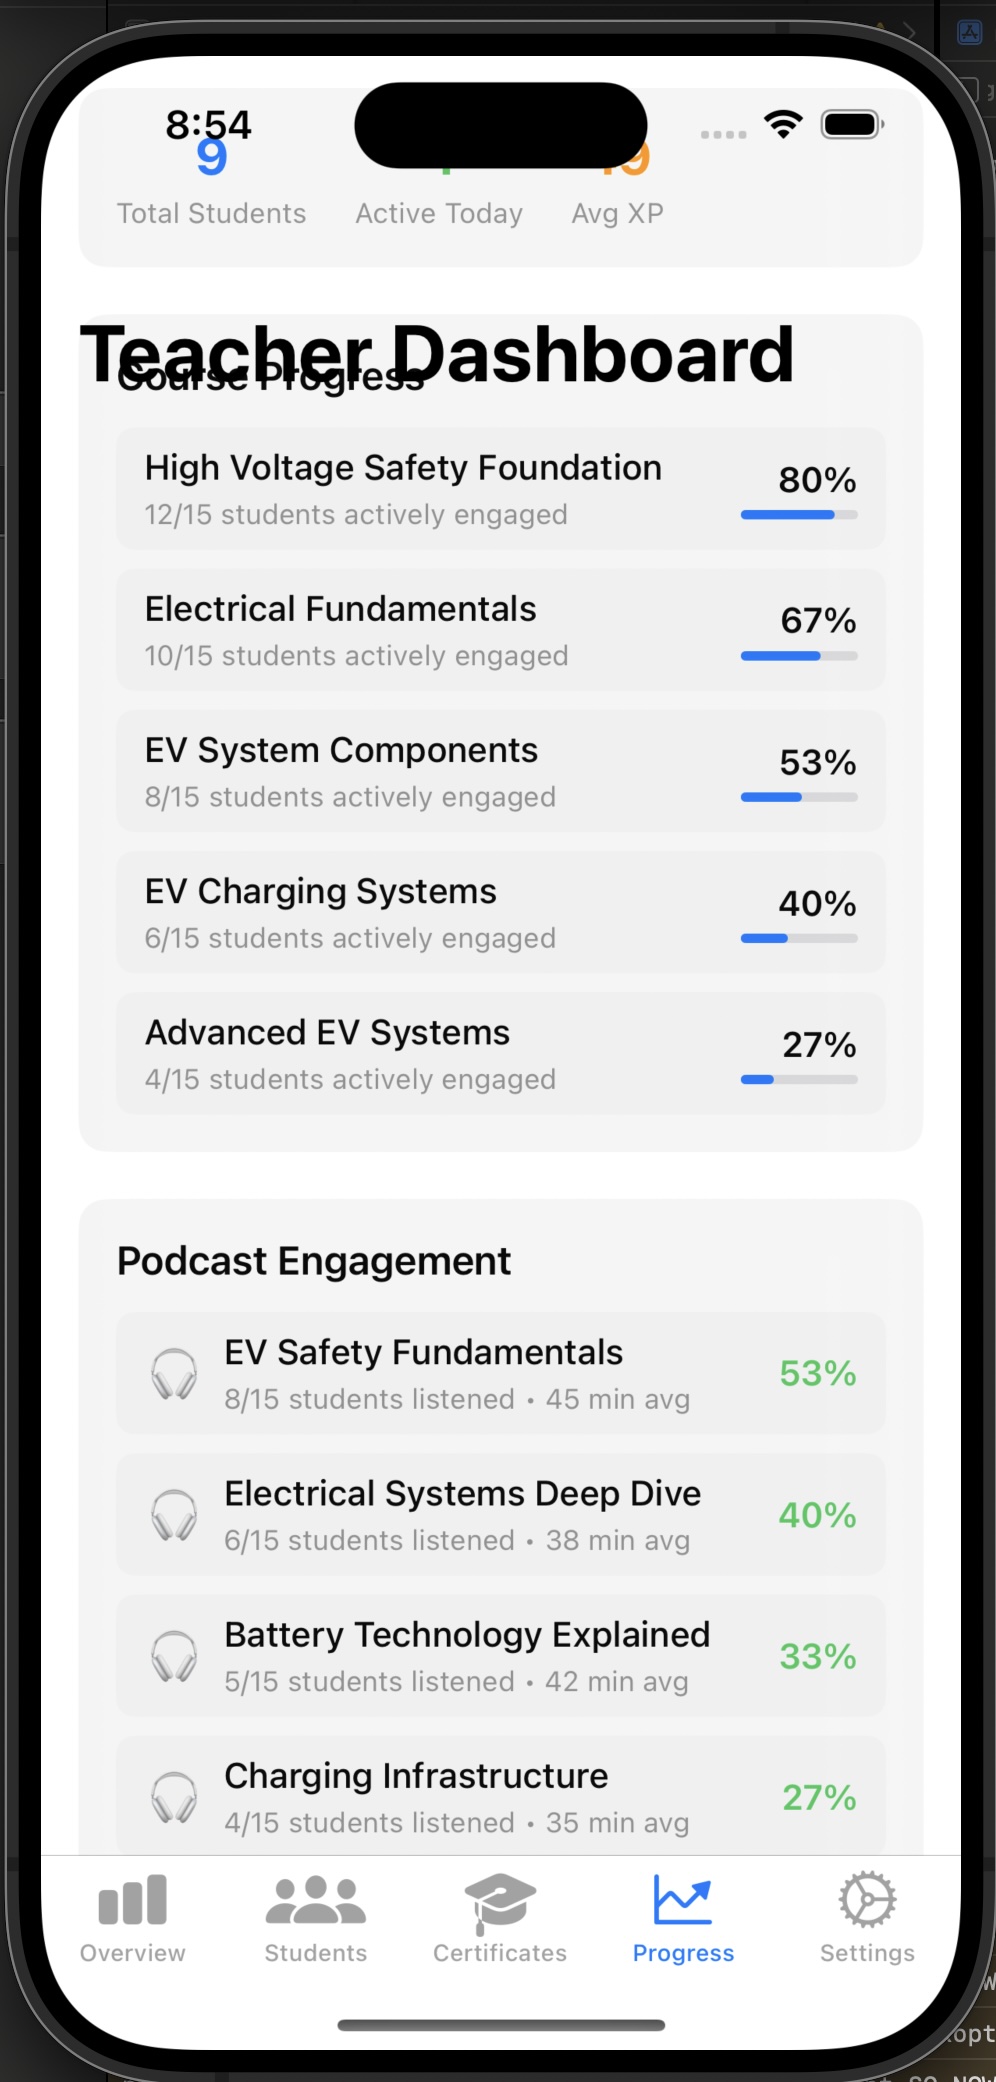 8:54
9
9
Total Students
Active Today
Avg XP
Teacher Dashboard
Course Progress
High Voltage Safety Foundation
80%
12/15 students actively engaged
Electrical Fundamentals
67%
10/15 students actively engaged
EV System Components
53%
8/15 students actively engaged
EV Charging Systems
40%
6/15 students actively engaged
Advanced EV Systems
27%
4/15 students actively engaged
Podcast Engagement
EV Safety Fundamentals
53%
8/15 students listened • 45 min avg
Electrical Systems Deep Dive
40%
6/15 students listened • 38 min avg
Battery Technology Explained
33%
5/15 students listened • 42 min avg
Charging Infrastructure
27%
4/15 students listened • 35 min avg
Overview
Students
Certificates
Progress
Settings